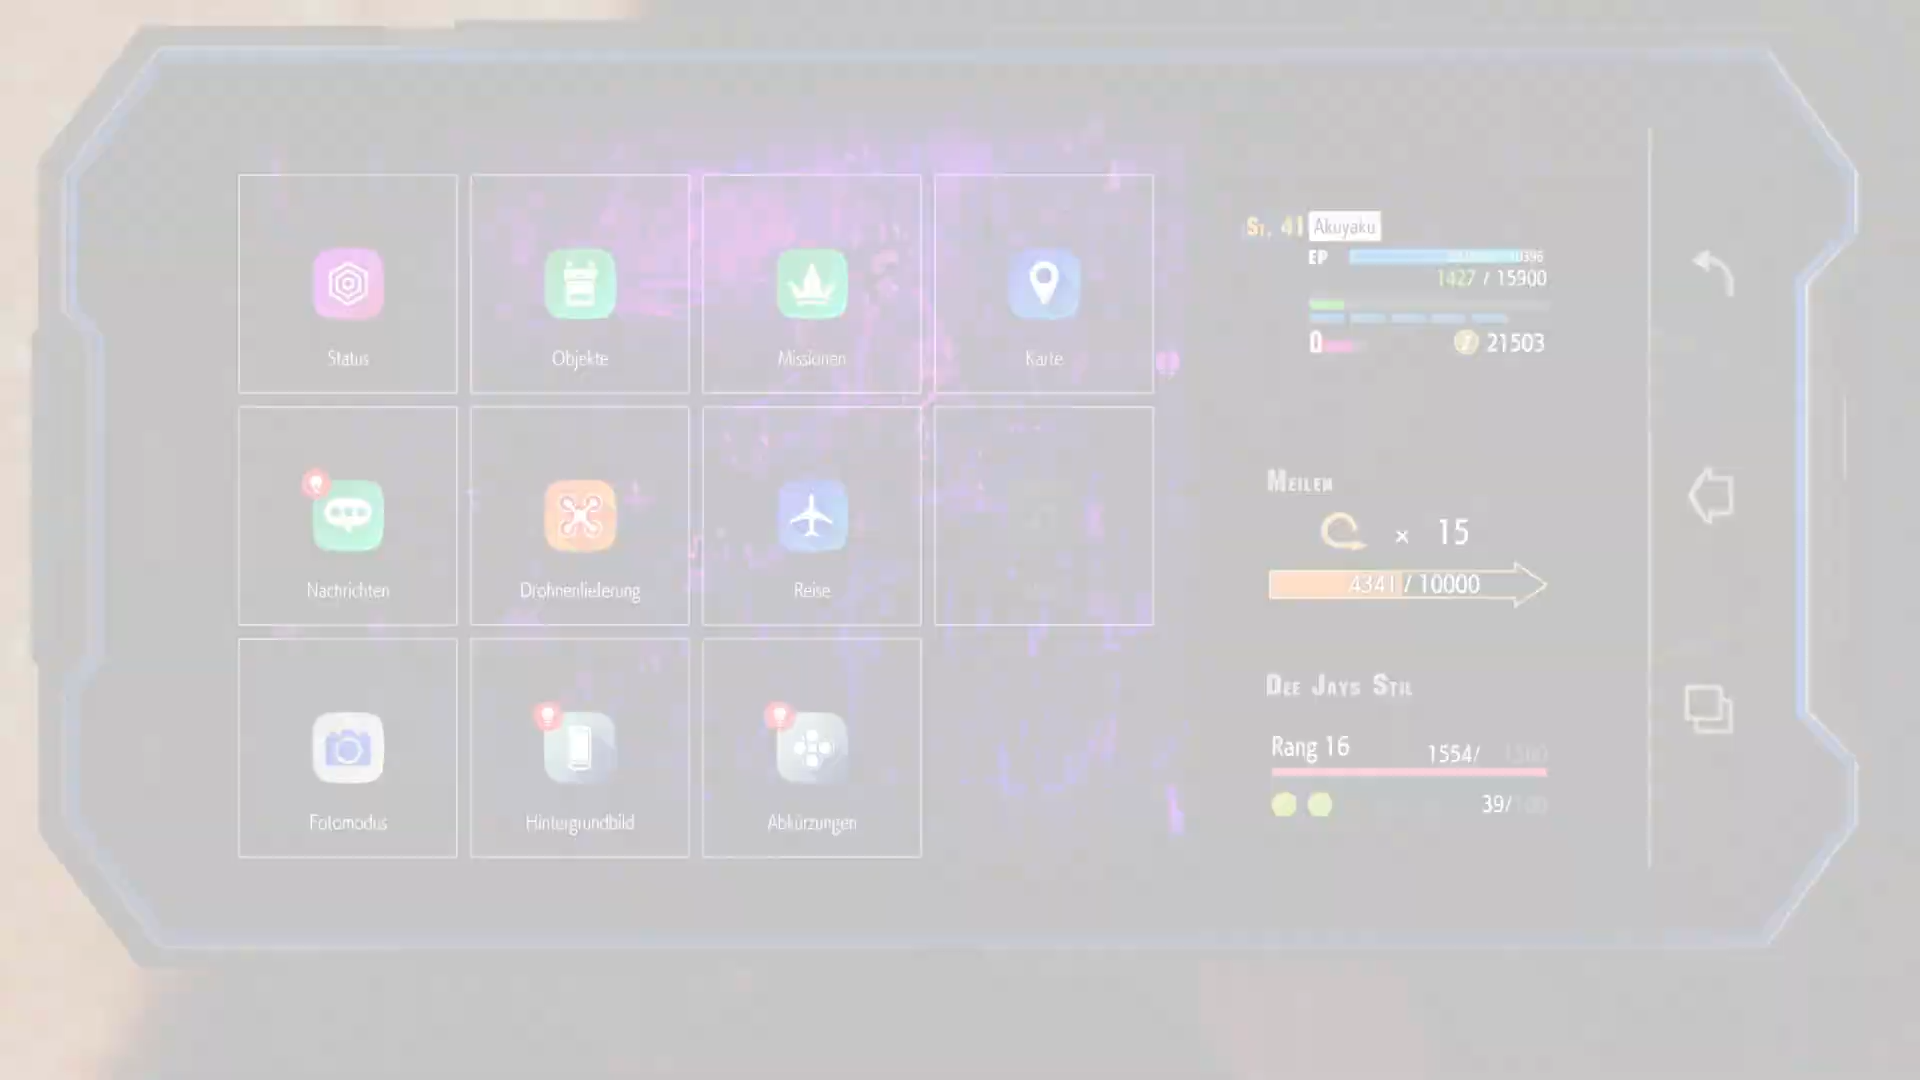 Status
Objekte
Missionen
Karte
Nachrichten
Drohnenlieferung
Reise
Fotomodus
Hintergrundbild
Abkürzungen
St. 41 Akuyaku
EP
1427 / 15900
0
21503
Meilen
× 15
4341 / 10000
Dee Jays Stil
Rang 16
1554/
39/100